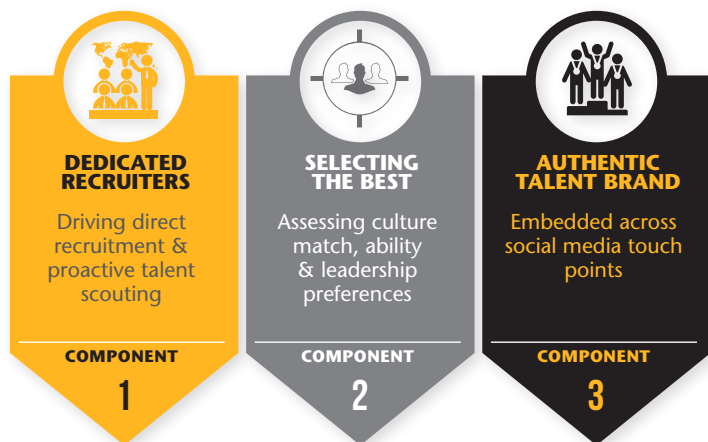 DEDICATED
RECRUITERS
Driving direct
recruitment &
proactive talent
scouting
COMPONENT
1
SELECTING
THE BEST
Assessing culture
match, ability
& leadership
preferences
COMPONENT
2
AUTHENTIC
TALENT BRAND
Embedded across
social media touch
points
COMPONENT
3